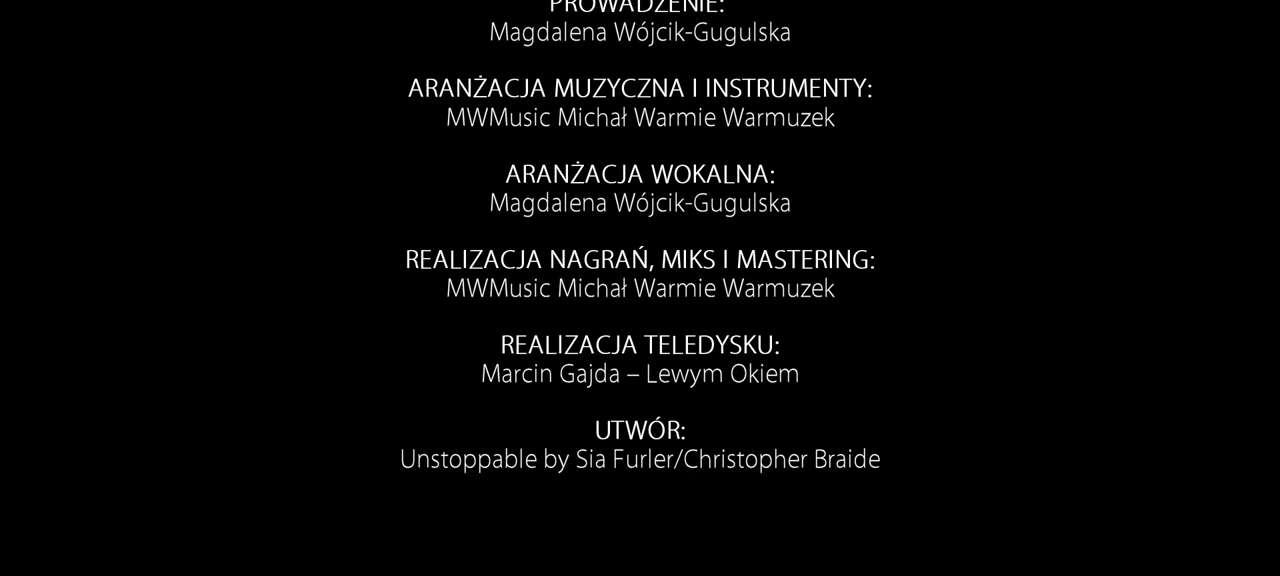 PROWADZENIE:
Magdalena Wójcik-Gugulska
ARANŻACJA MUZYCZNA I INSTRUMENTY:
MWMusic Michał Warmie Warmuzek
ARANŻACJA WOKALNA:
Magdalena Wójcik-Gugulska
REALIZACJA NAGRAŃ, MIKS I MASTERING:
MWMusic Michał Warmie Warmuzek
REALIZACJA TELEDYSKU:
Marcin Gajda – Lewym Okiem
UTWÓR:
Unstoppable by Sia Furler/Christopher Braide